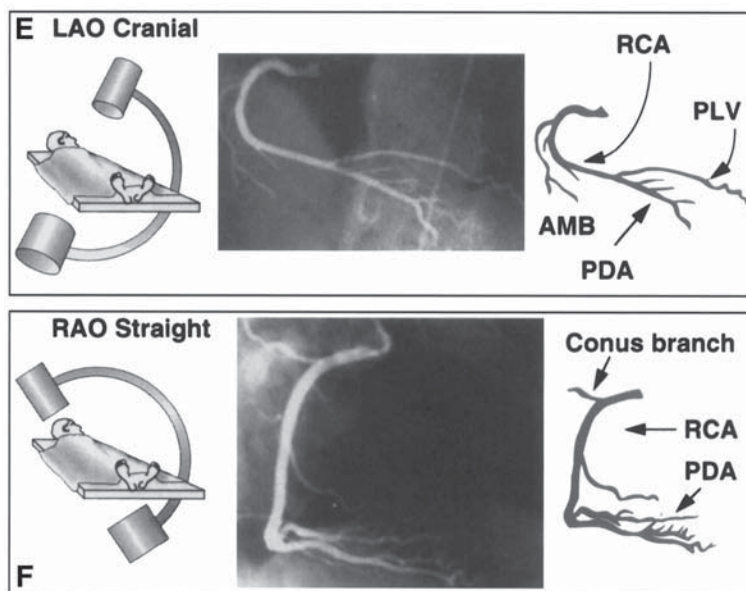 E LAO Cranial
RCA
PLV
AMB
PDA
RAO Straight
Conus branch
RCA
PDA
F